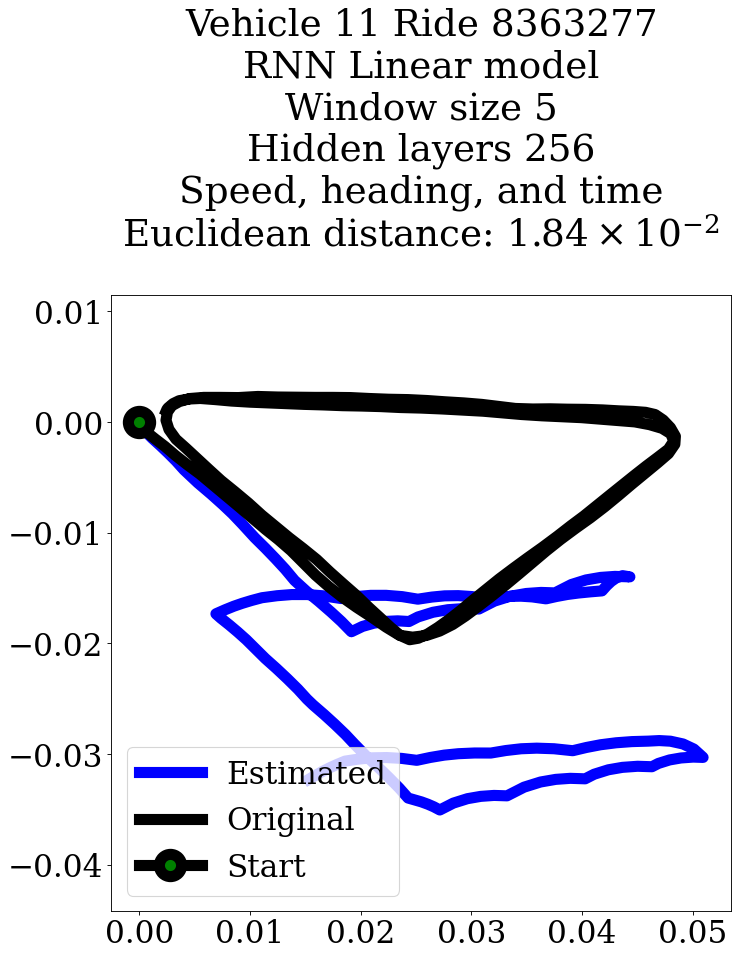 Vehicle 11 Ride 8363277
RNN Linear model
Window size 5
Hidden layers 256
Speed, heading, and time
Euclidean distance: 1.84 × 10⁻²
0.01
0.00
−0.01
−0.02
−0.03
−0.04
Estimated
Original
Start
0.00 0.01 0.02 0.03 0.04 0.05